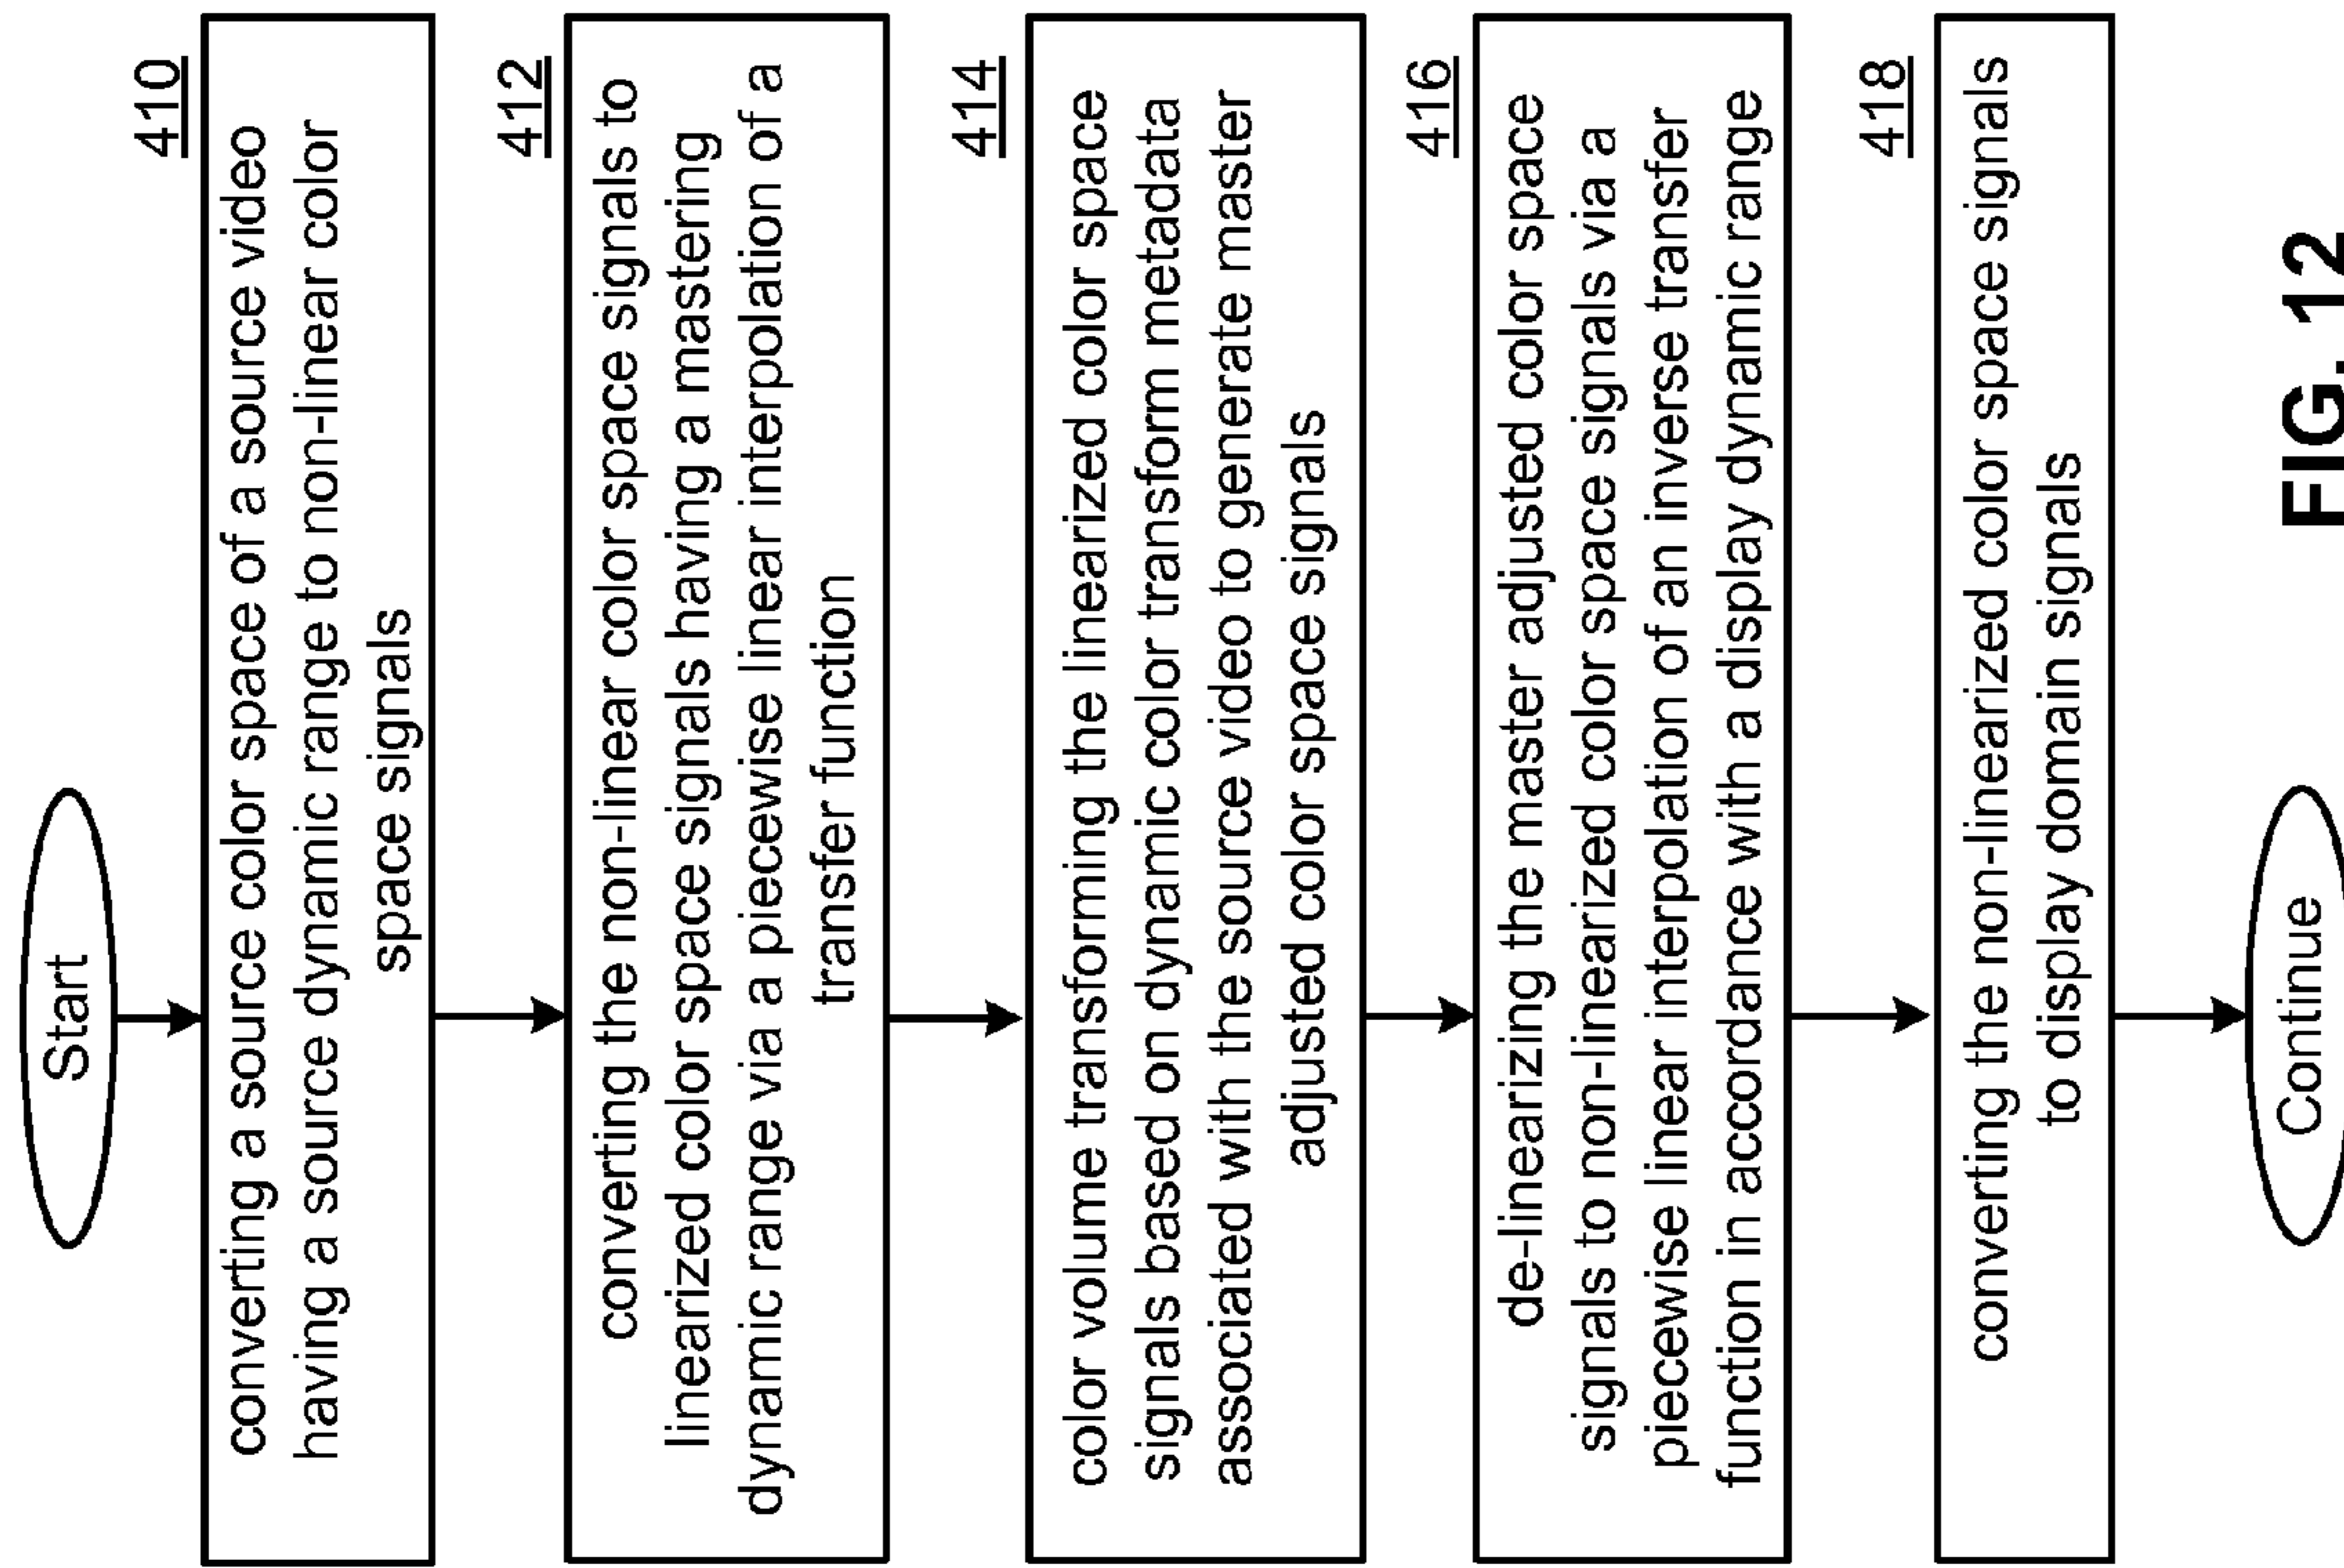 Start
410
converting a source color space of a source video
having a source dynamic range to non-linear color
space signals
412
converting the non-linear color space signals to
linearized color space signals having a mastering
dynamic range via a piecewise linear interpolation of a
transfer function
414
color volume transforming the linearized color space
signals based on dynamic color transform metadata
associated with the source video to generate master
adjusted color space signals
416
de-linearizing the master adjusted color space
signals to non-linearized color space signals via a
piecewise linear interpolation of an inverse transfer
function in accordance with a display dynamic range
418
converting the non-linearized color space signals
to display domain signals
Continue
FIG. 12